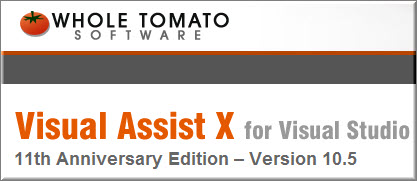 WHOLE TOMATO
SOFTWARE
Visual Assist X for Visual Studio
11th Anniversary Edition – Version 10.5